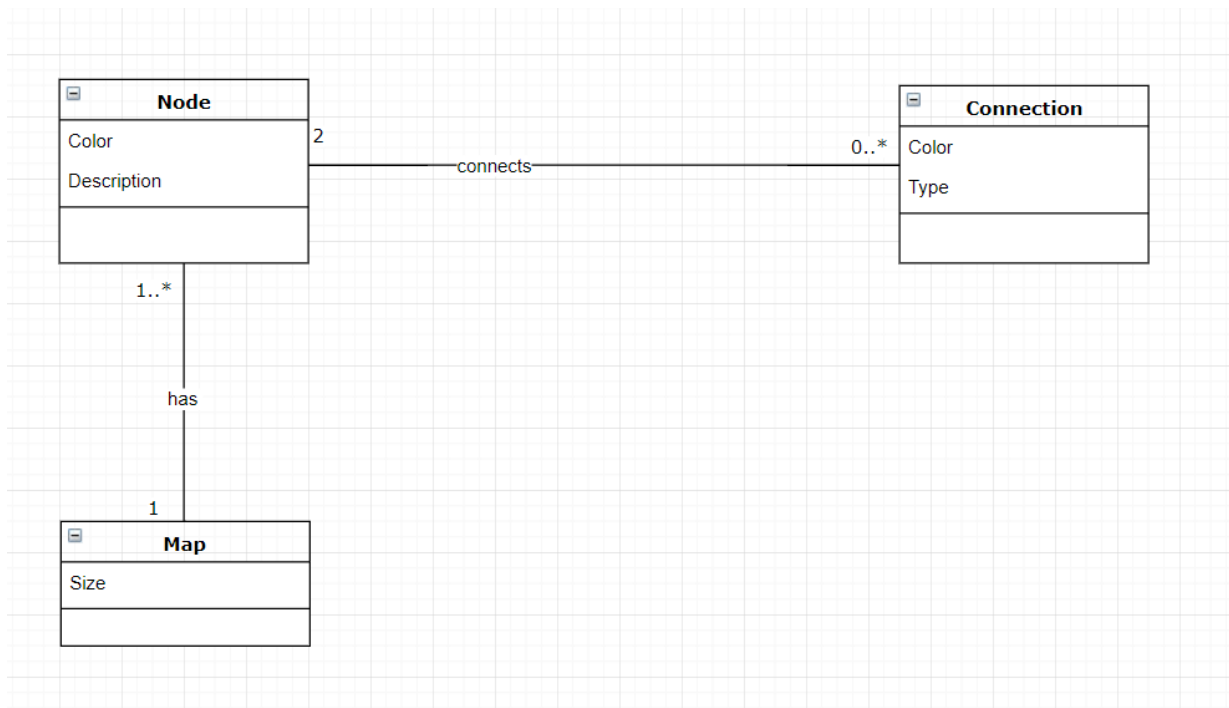 Node
Color
Description
2
connects
0..*
Connection
Color
Type
1..*
has
1
Map
Size